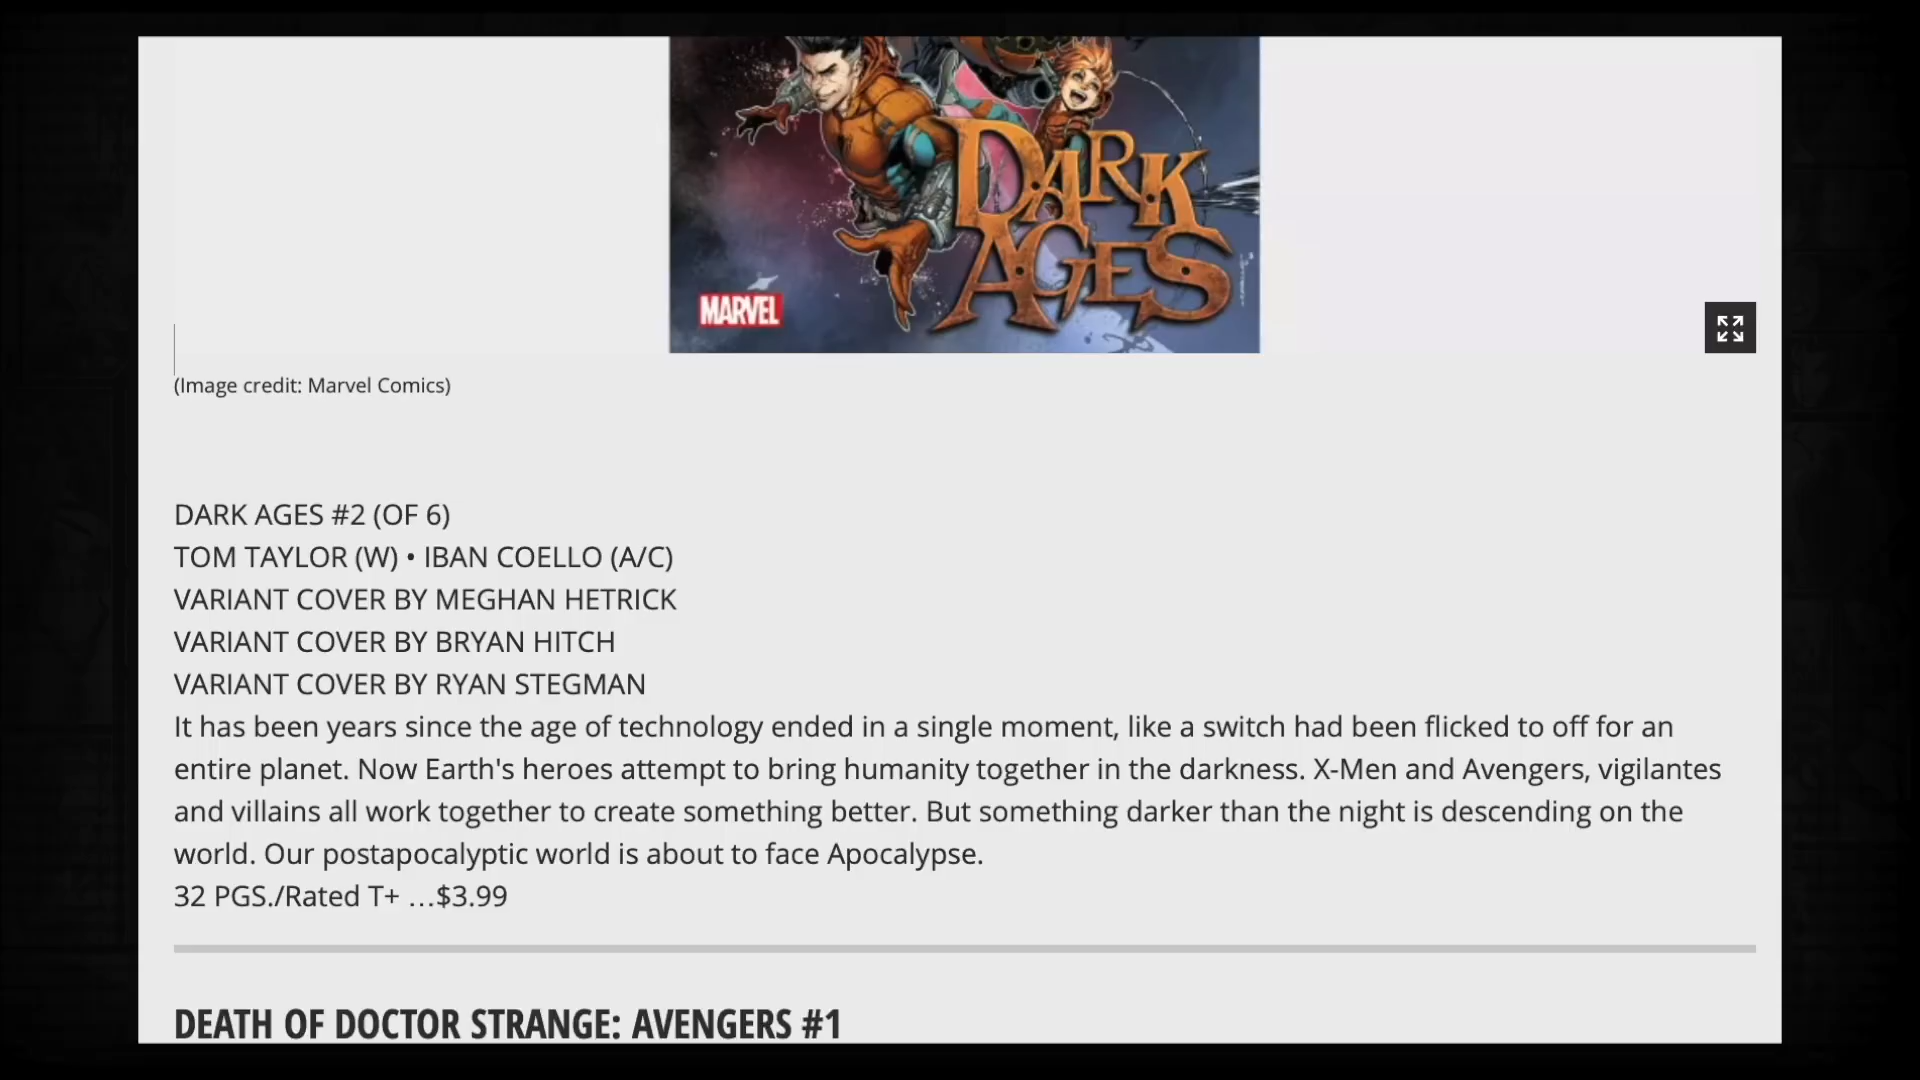 DARK
AGES
MARVEL
(Image credit: Marvel Comics)
DARK AGES #2 (OF 6)
TOM TAYLOR (W) • IBAN COELLO (A/C)
VARIANT COVER BY MEGHAN HETRICK
VARIANT COVER BY BRYAN HITCH
VARIANT COVER BY RYAN STEGMAN
It has been years since the age of technology ended in a single moment, like a switch had been flicked to off for an
entire planet. Now Earth's heroes attempt to bring humanity together in the darkness. X-Men and Avengers, vigilantes
and villains all work together to create something better. But something darker than the night is descending on the
world. Our postapocalyptic world is about to face Apocalypse.
32 PGS./Rated T+ …$3.99
DEATH OF DOCTOR STRANGE: AVENGERS #1